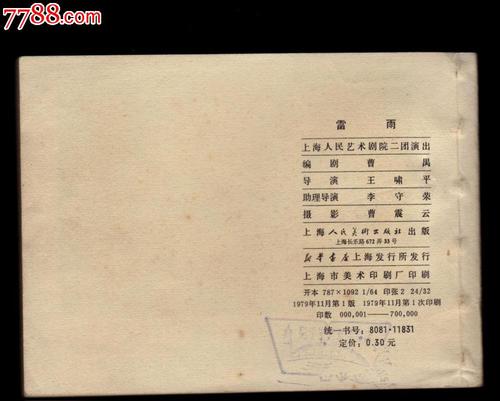 7788.com
雷 雨
上海人民艺术剧院二团演出
编 剧 曹 禺
导 演 王 啸 平
助理导演 李 守 荣
摄 影 曹 震 云
上海人民美術出版社出版
上海长乐路672弄33号
新华书店上海发行所发行
上海市美术印刷厂印刷
开本 787×1092 1/64 印张 2 24/32
1979年11月第1版 1979年11月第1次印刷
印数 000,001—700,000
统一书号：8081·11831
定价：0.30元